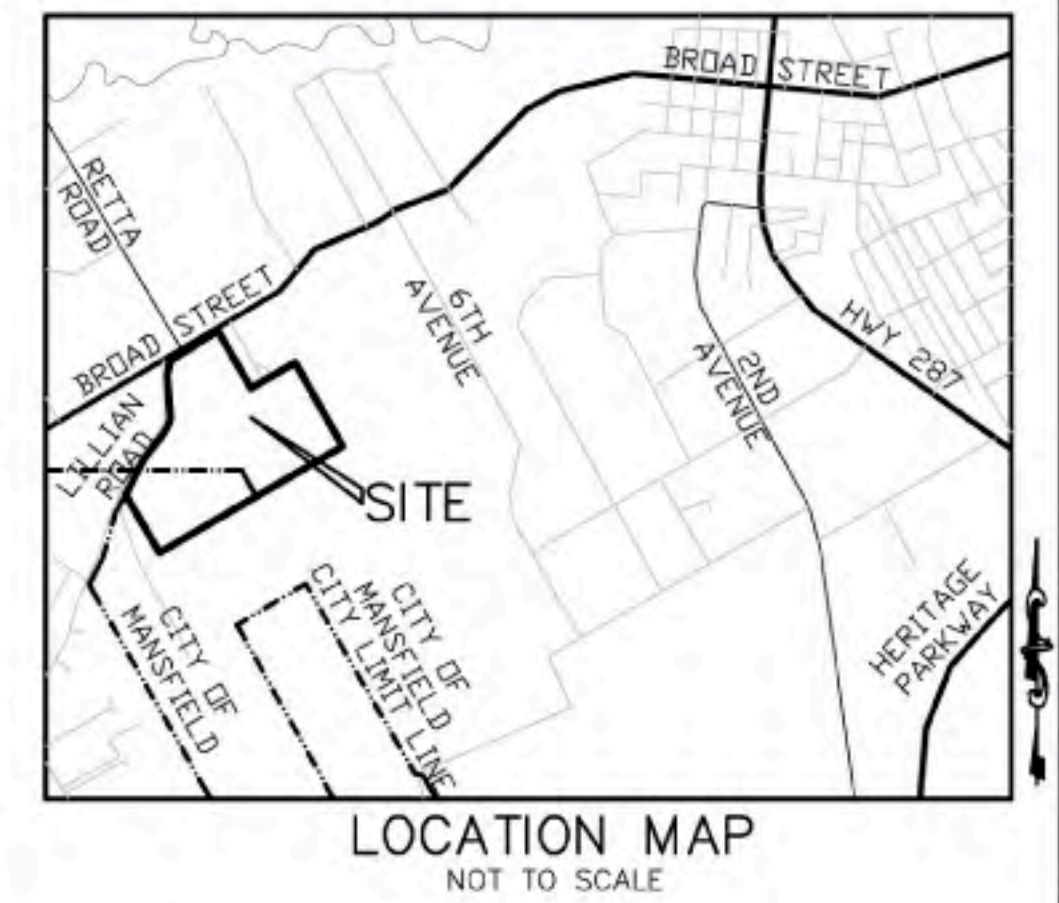 BROAD STREET
RETTA
ROAD
BROAD STREET
6TH
AVENUE
HWY 287
2ND
AVENUE
LILLIAN
ROAD
SITE
CITY OF
MANSFIELD
CITY OF
MANSFIELD
CITY LIMIT LINE
HERITAGE
PARKWAY
LOCATION MAP
NOT TO SCALE